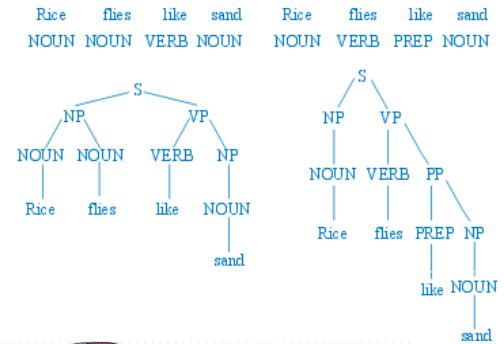 Rice flies like sand
NOUN NOUN VERB NOUN
S
NP VP
NOUN NOUN VERB NP
Rice flies like NOUN
sand
Rice flies like sand
NOUN VERB PREP NOUN
S
NP VP
NOUN VERB PP
Rice flies PREP NP
like NOUN
sand